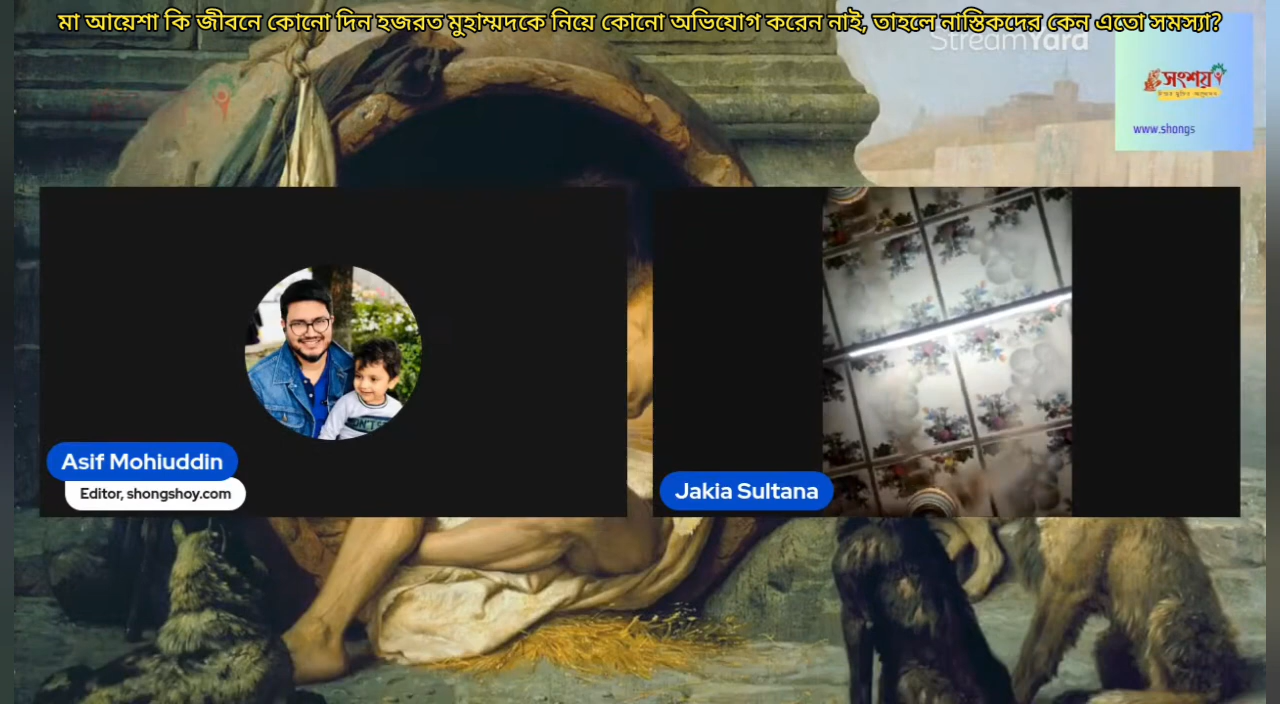 মা আয়েশা কি জীবনে কোনো দিন হজরত মুহাম্মদকে নিয়ে কোনো অভিযোগ করেন নাই, তাহলে নাস্তিকদের কেন এতো সমস্যা?
StreamYard
সংশয়
www.shongs
Asif Mohiuddin
Editor, shongshoy.com
Jakia Sultana